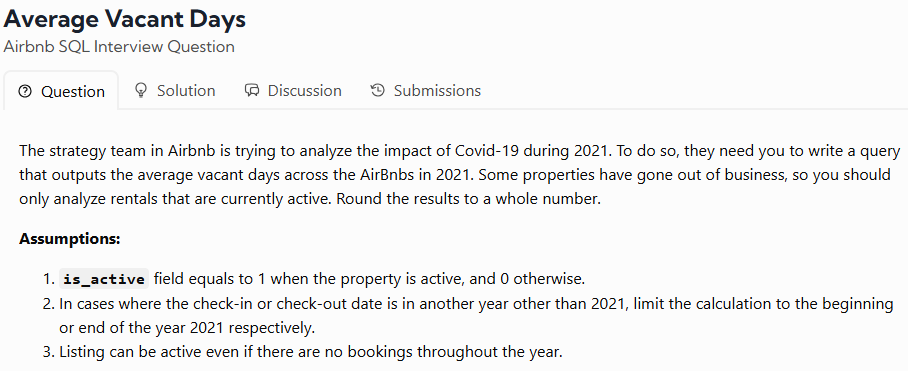 Average Vacant Days
Airbnb SQL Interview Question
Question Solution Discussion Submissions
The strategy team in Airbnb is trying to analyze the impact of Covid-19 during 2021. To do so, they need you to write a query
that outputs the average vacant days across the AirBnbs in 2021. Some properties have gone out of business, so you should
only analyze rentals that are currently active. Round the results to a whole number.
Assumptions:
1. is_active field equals to 1 when the property is active, and 0 otherwise.
2. In cases where the check-in or check-out date is in another year other than 2021, limit the calculation to the beginning
or end of the year 2021 respectively.
3. Listing can be active even if there are no bookings throughout the year.